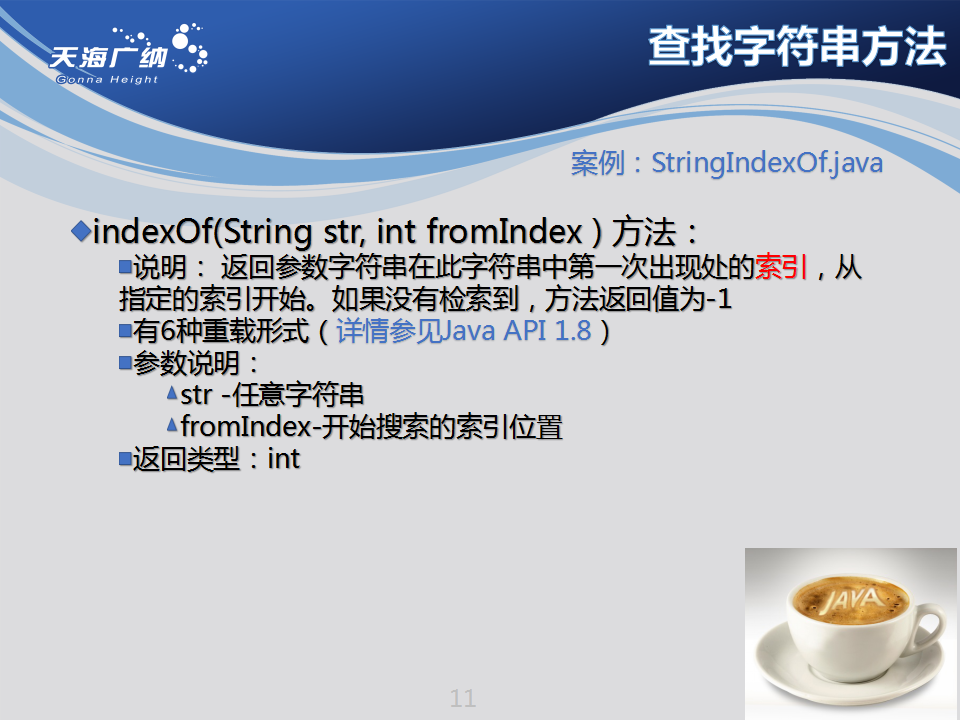 天海广纳
Gonna Height
查找字符串方法
案例：StringIndexOf.java
indexOf(String str, int fromIndex ) 方法：
说明： 返回参数字符串在此字符串中第一次出现处的索引，从
指定的索引开始。如果没有检索到，方法返回值为-1
有6种重载形式（详情参见Java API 1.8）
参数说明：
str -任意字符串
fromIndex-开始搜索的索引位置
返回类型：int
JAVA
11